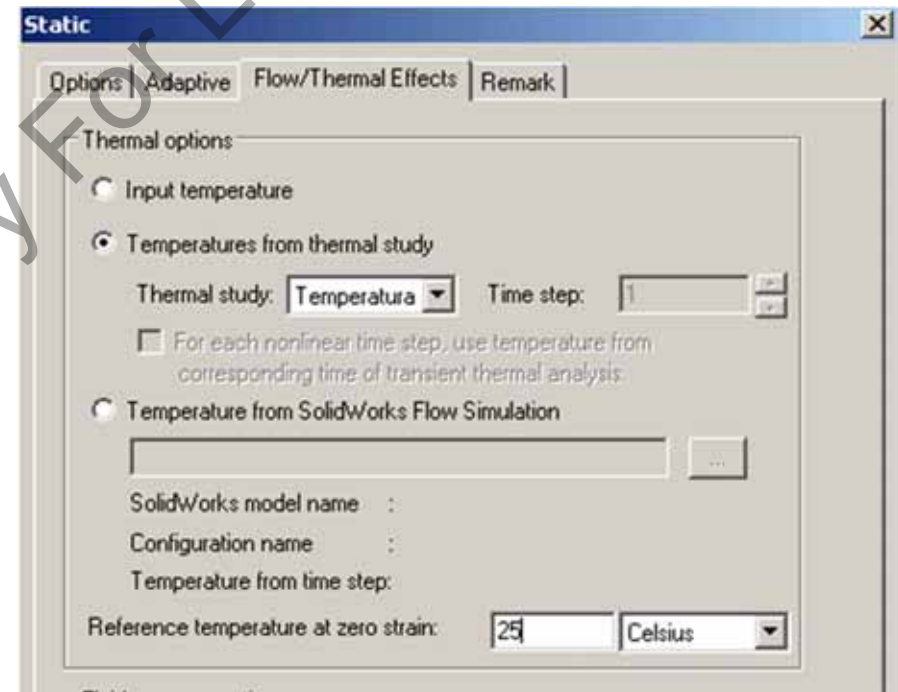 Static
Options Adaptive Flow/Thermal Effects Remark
Thermal options
Input temperature
Temperatures from thermal study
Thermal study: Temperatura Time step: 1
For each nonlinear time step, use temperature from
corresponding time of transient thermal analysis.
Temperature from SolidWorks Flow Simulation
...
SolidWorks model name :
Configuration name :
Temperature from time step:
Reference temperature at zero strain: 25 Celsius
y For